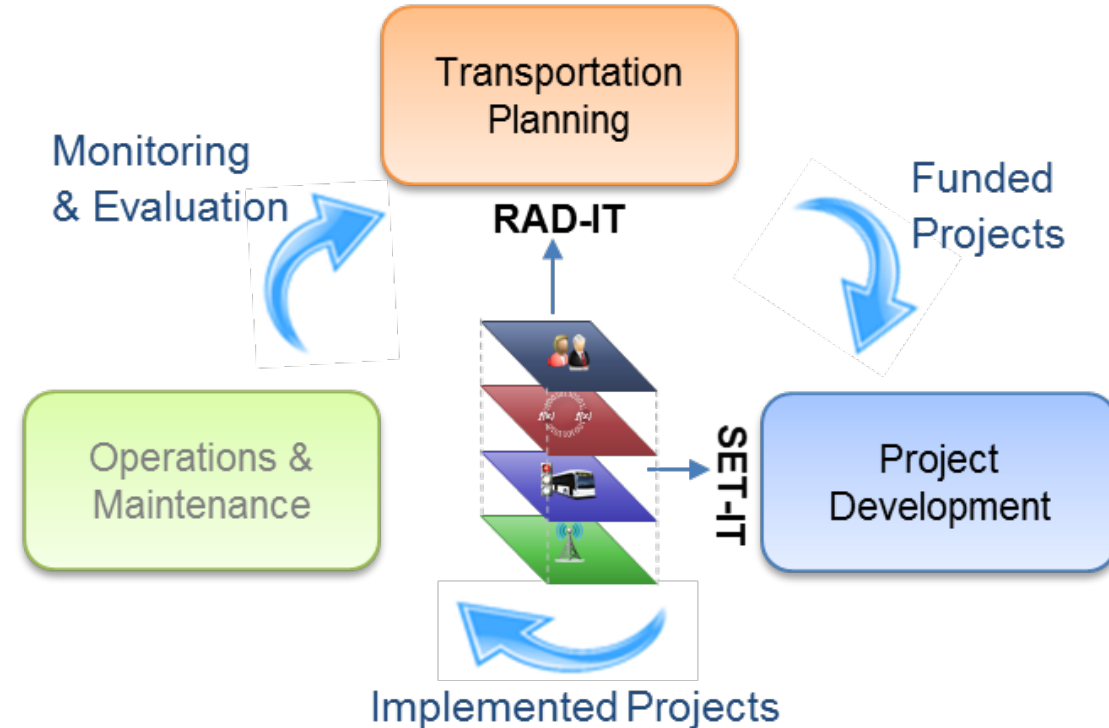 Transportation
Planning
Monitoring
& Evaluation
Funded
Projects
RAD-IT
f(x) f(x)
Operations &
Maintenance
SET-IT
Project
Development
Implemented Projects